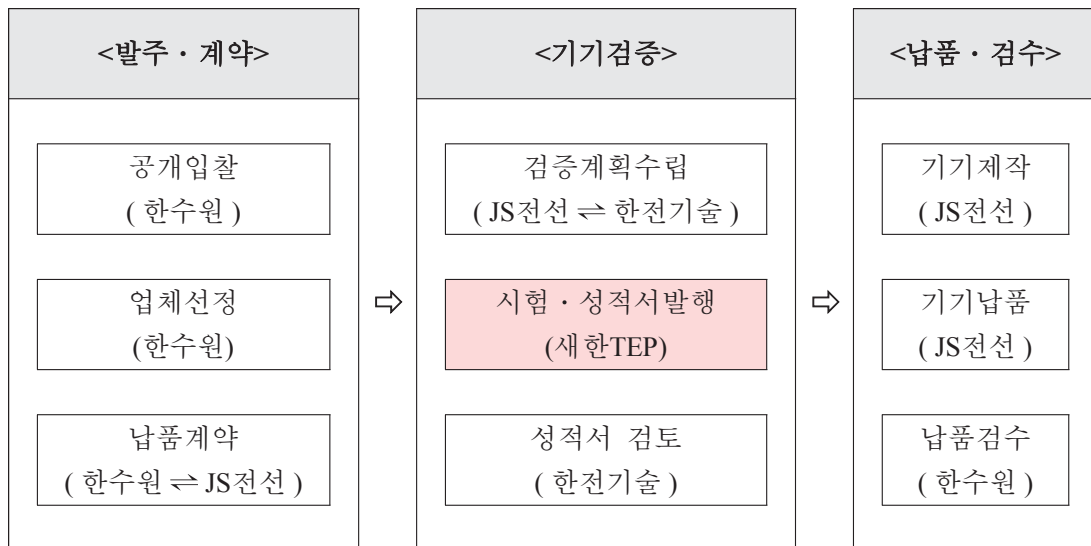 <발주 · 계약>
공개입찰
( 한수원 )
업체선정
(한수원)
납품계약
( 한수원 ⇌ JS전선 )
⇨
<기기검증>
검증계획수립
( JS전선 ⇌ 한전기술 )
시험 · 성적서발행
(새한TEP)
성적서 검토
( 한전기술 )
⇨
<납품 · 검수>
기기제작
( JS전선 )
기기납품
( JS전선 )
납품검수
( 한수원 )